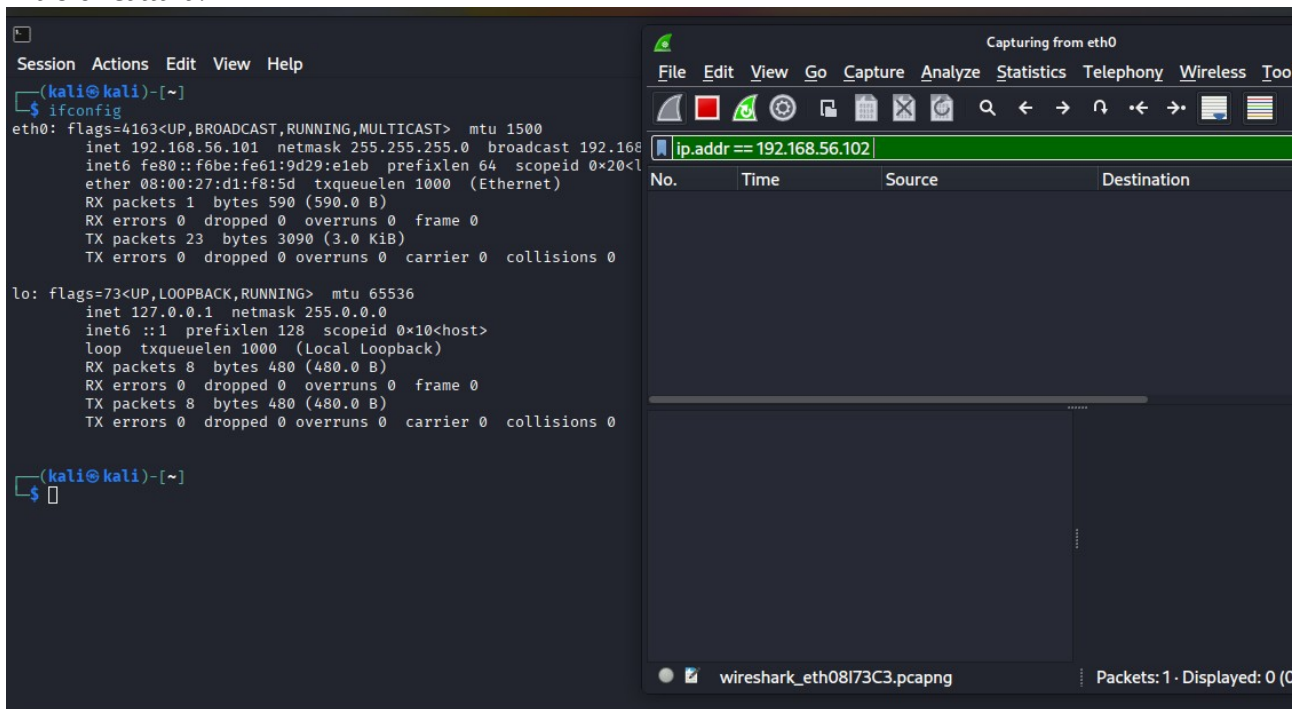 Session Actions Edit View Help
┌──(kali㉿kali)-[~]
└─$ ifconfig
eth0: flags=4163<UP,BROADCAST,RUNNING,MULTICAST> mtu 1500
inet 192.168.56.101 netmask 255.255.255.0 broadcast 192.168
inet6 fe80::f6be:fe61:9d29:e1eb prefixlen 64 scopeid 0×20<l
ether 08:00:27:d1:f8:5d txqueuelen 1000 (Ethernet)
RX packets 1 bytes 590 (590.0 B)
RX errors 0 dropped 0 overruns 0 frame 0
TX packets 23 bytes 3090 (3.0 KiB)
TX errors 0 dropped 0 overruns 0 carrier 0 collisions 0
lo: flags=73<UP,LOOPBACK,RUNNING> mtu 65536
inet 127.0.0.1 netmask 255.0.0.0
inet6 ::1 prefixlen 128 scopeid 0×10<host>
loop txqueuelen 1000 (Local Loopback)
RX packets 8 bytes 480 (480.0 B)
RX errors 0 dropped 0 overruns 0 frame 0
TX packets 8 bytes 480 (480.0 B)
TX errors 0 dropped 0 overruns 0 carrier 0 collisions 0
┌──(kali㉿kali)-[~]
└─$
Capturing from eth0
File Edit View Go Capture Analyze Statistics Telephony Wireless Too
ip.addr == 192.168.56.102
No. Time Source Destination
wireshark_eth08I73C3.pcapng Packets: 1 · Displayed: 0 (0